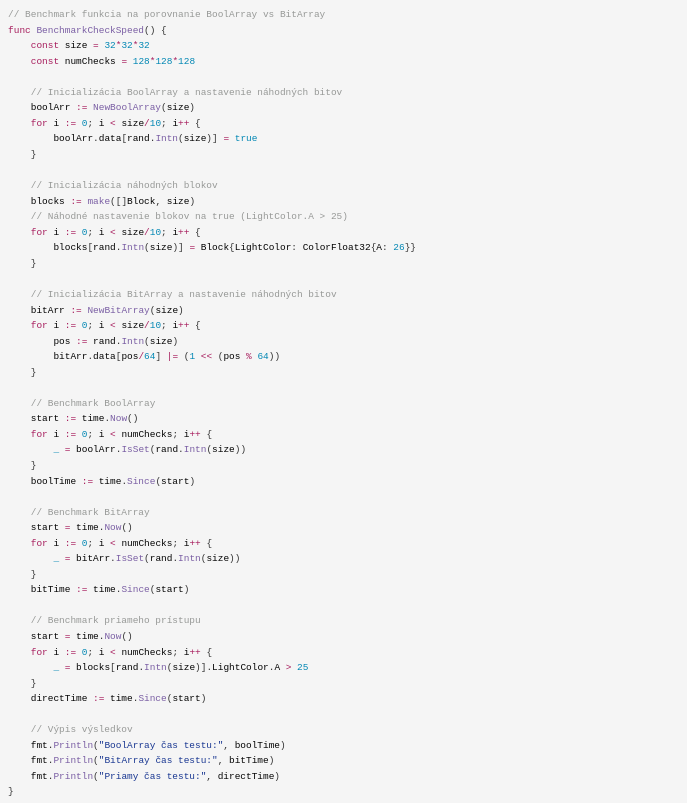 // Benchmark funkcia na porovnanie BoolArray vs BitArray
func BenchmarkCheckSpeed() {
    const size = 32*32*32
    const numChecks = 128*128*128

    // Inicializácia BoolArray a nastavenie náhodných bitov
    boolArr := NewBoolArray(size)
    for i := 0; i < size/10; i++ {
        boolArr.data[rand.Intn(size)] = true
    }

    // Inicializácia náhodných blokov
    blocks := make([]Block, size)
    // Náhodné nastavenie blokov na true (LightColor.A > 25)
    for i := 0; i < size/10; i++ {
        blocks[rand.Intn(size)] = Block{LightColor: ColorFloat32{A: 26}}
    }

    // Inicializácia BitArray a nastavenie náhodných bitov
    bitArr := NewBitArray(size)
    for i := 0; i < size/10; i++ {
        pos := rand.Intn(size)
        bitArr.data[pos/64] |= (1 << (pos % 64))
    }

    // Benchmark BoolArray
    start := time.Now()
    for i := 0; i < numChecks; i++ {
        _ = boolArr.IsSet(rand.Intn(size))
    }
    boolTime := time.Since(start)

    // Benchmark BitArray
    start = time.Now()
    for i := 0; i < numChecks; i++ {
        _ = bitArr.IsSet(rand.Intn(size))
    }
    bitTime := time.Since(start)

    // Benchmark priameho prístupu
    start = time.Now()
    for i := 0; i < numChecks; i++ {
        _ = blocks[rand.Intn(size)].LightColor.A > 25
    }
    directTime := time.Since(start)

    // Výpis výsledkov
    fmt.Println("BoolArray čas testu:", boolTime)
    fmt.Println("BitArray čas testu:", bitTime)
    fmt.Println("Priamy čas testu:", directTime)
}